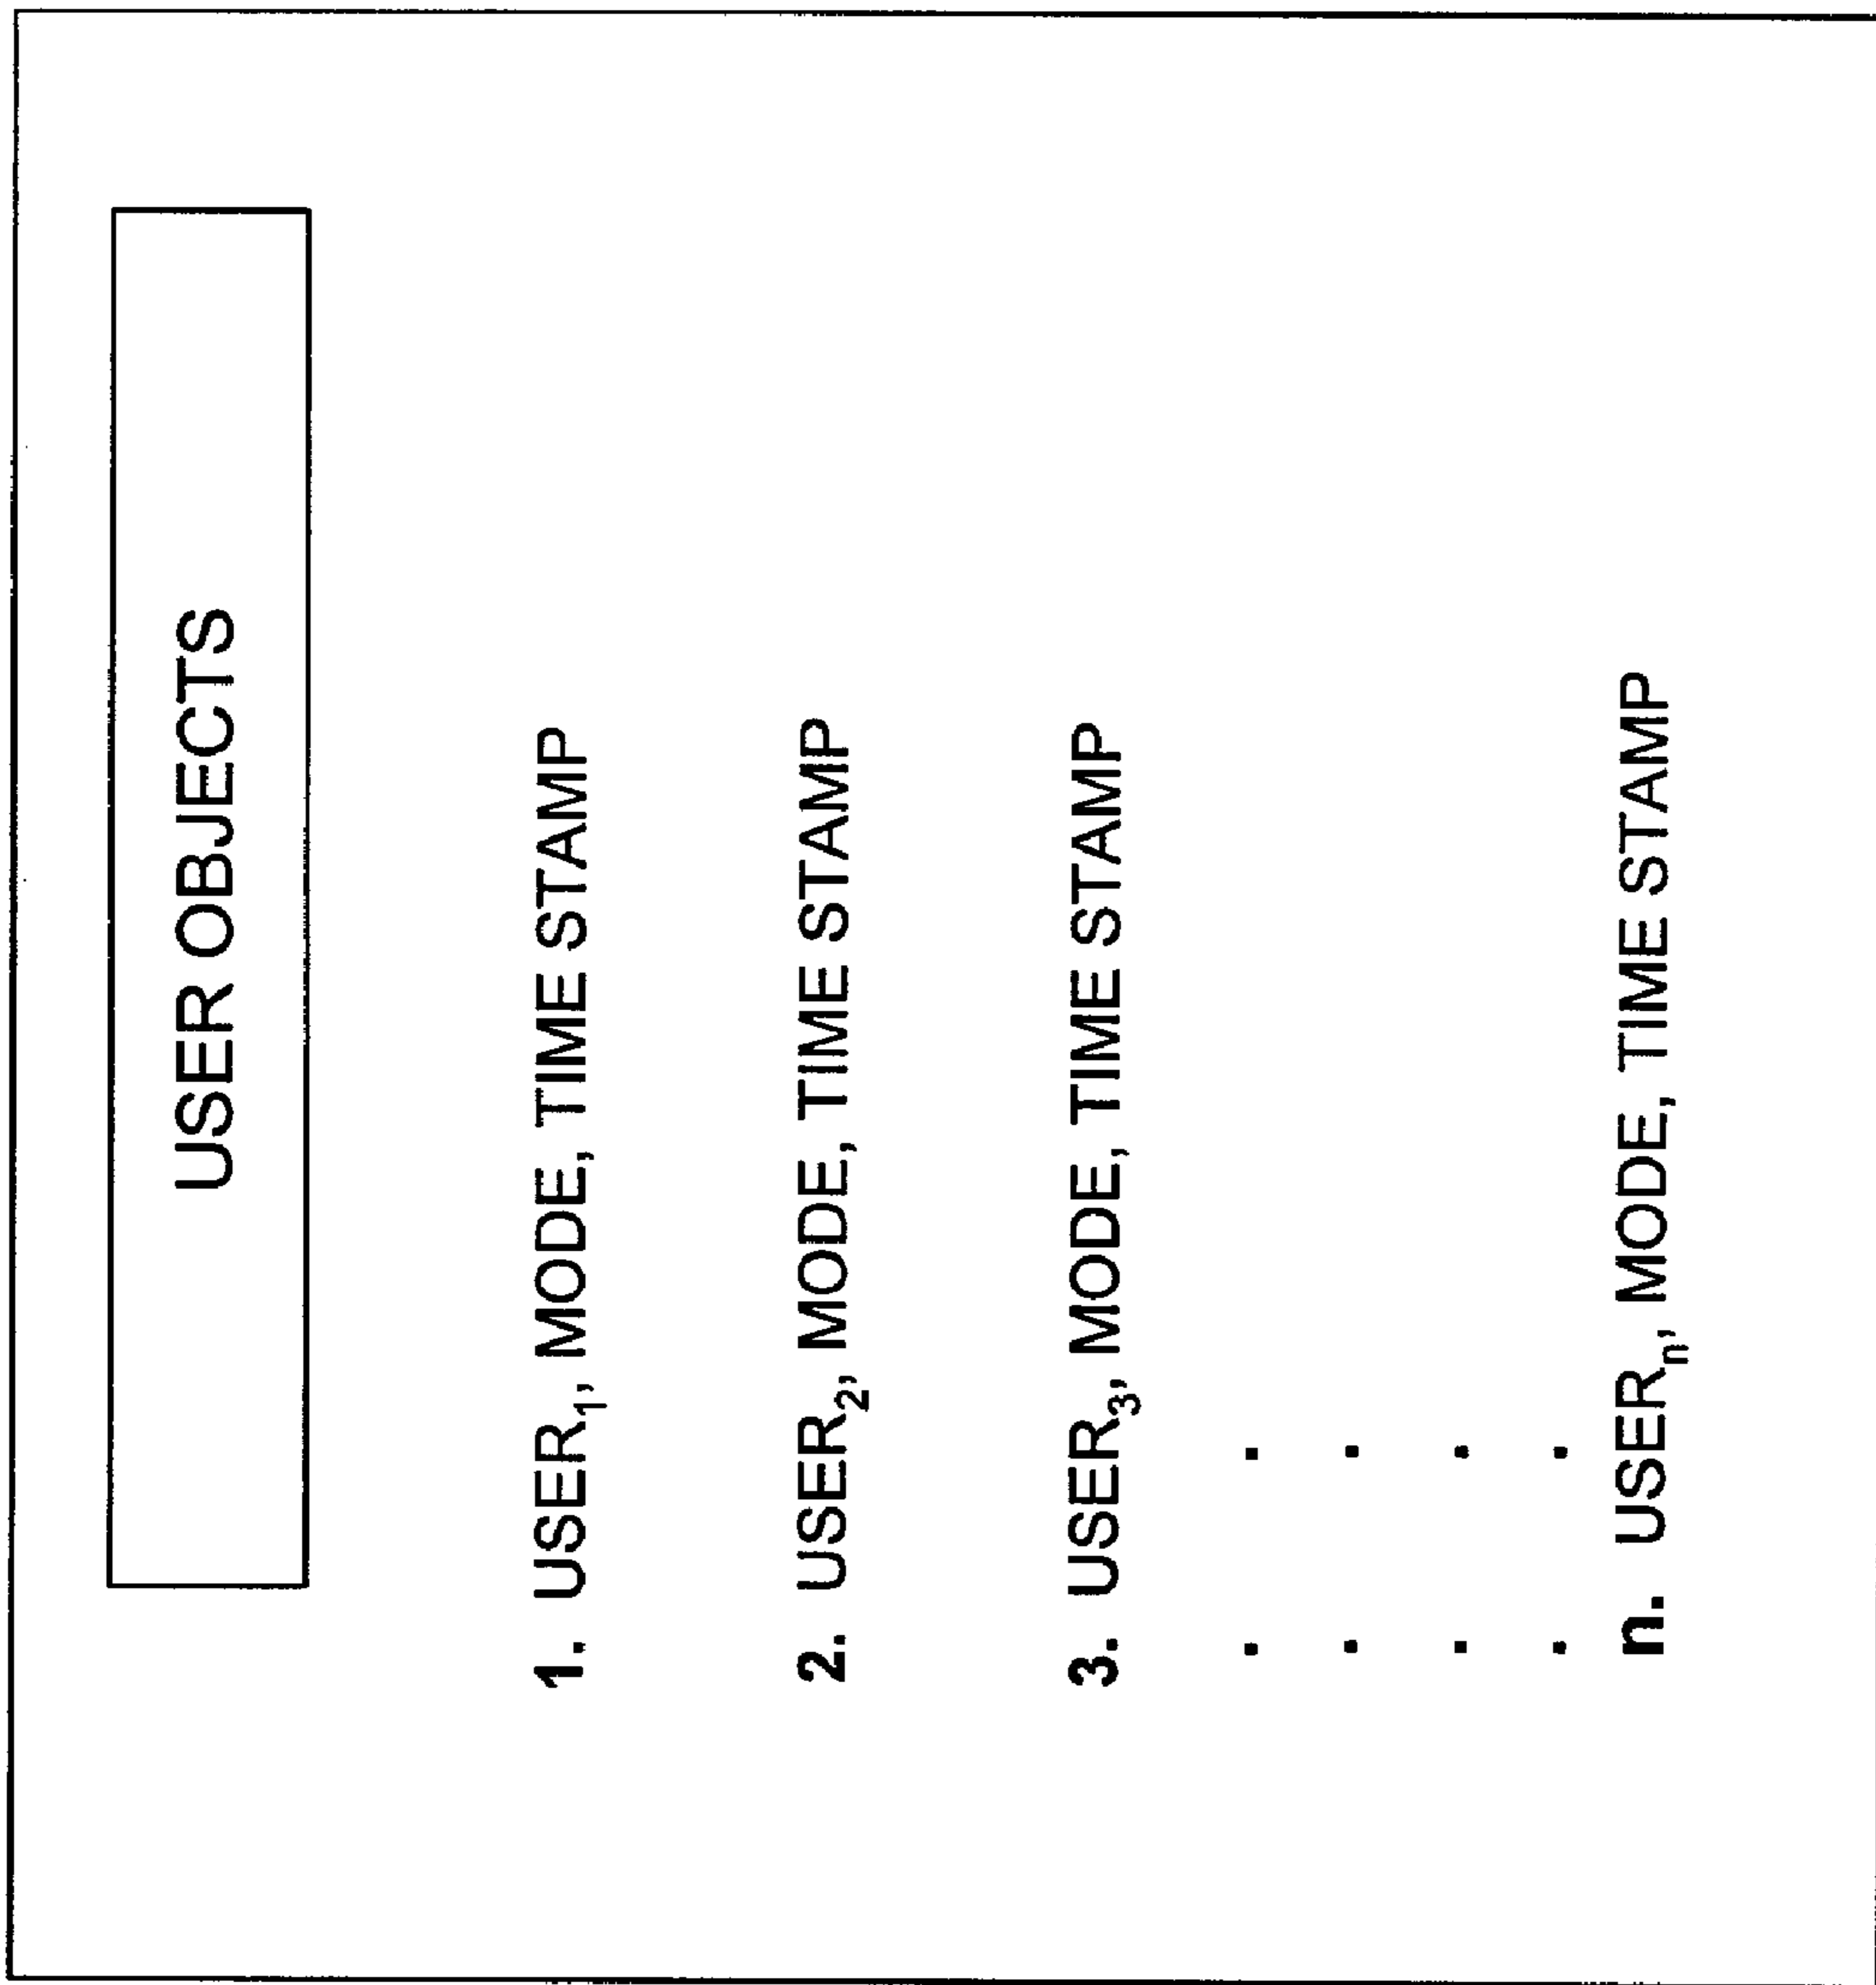 USER OBJECTS
1. USER₁, MODE, TIME STAMP
2. USER₂, MODE, TIME STAMP
3. USER₃, MODE, TIME STAMP
. .
. .
. .
. .
n. USERₙ, MODE, TIME STAMP